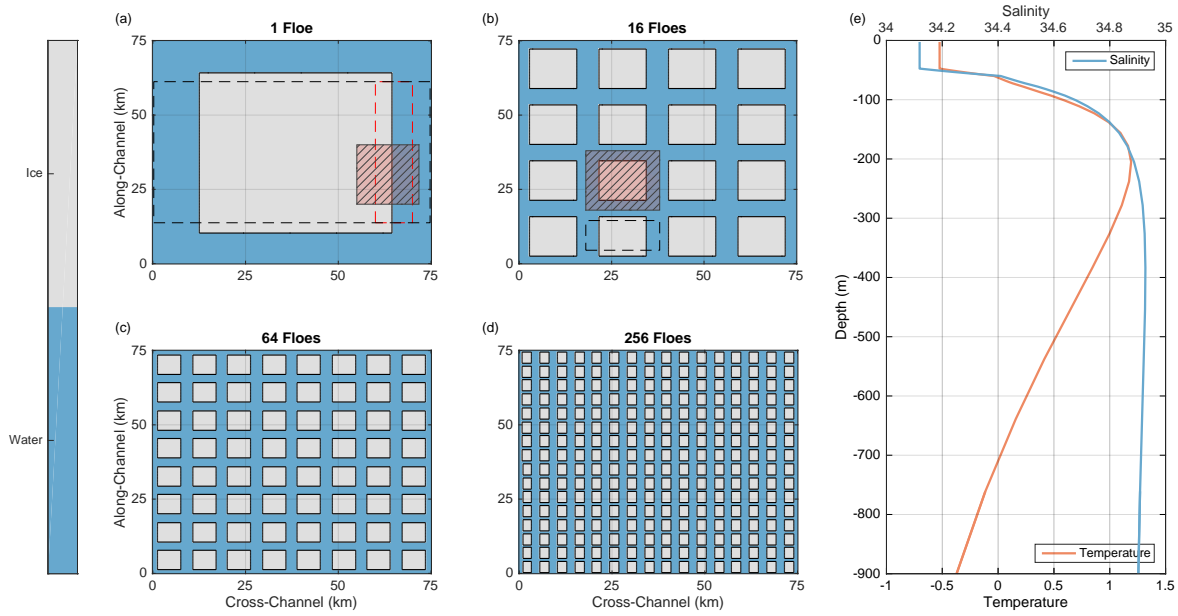 Ice
Water
(a)
1 Floe
75
50
25
0
0
25
50
75
Along-Channel (km)
(b)
16 Floes
75
50
25
0
0
25
50
75
(c)
64 Floes
75
50
25
0
0
25
50
75
Along-Channel (km)
Cross-Channel (km)
(d)
256 Floes
75
50
25
0
0
25
50
75
Cross-Channel (km)
(e)
Salinity
34
34.2
34.4
34.6
34.8
35
Salinity
0
-100
-200
-300
-400
-500
-600
-700
-800
-900
Depth (m)
Temperature
-1
-0.5
0
0.5
1
1.5
Temperature